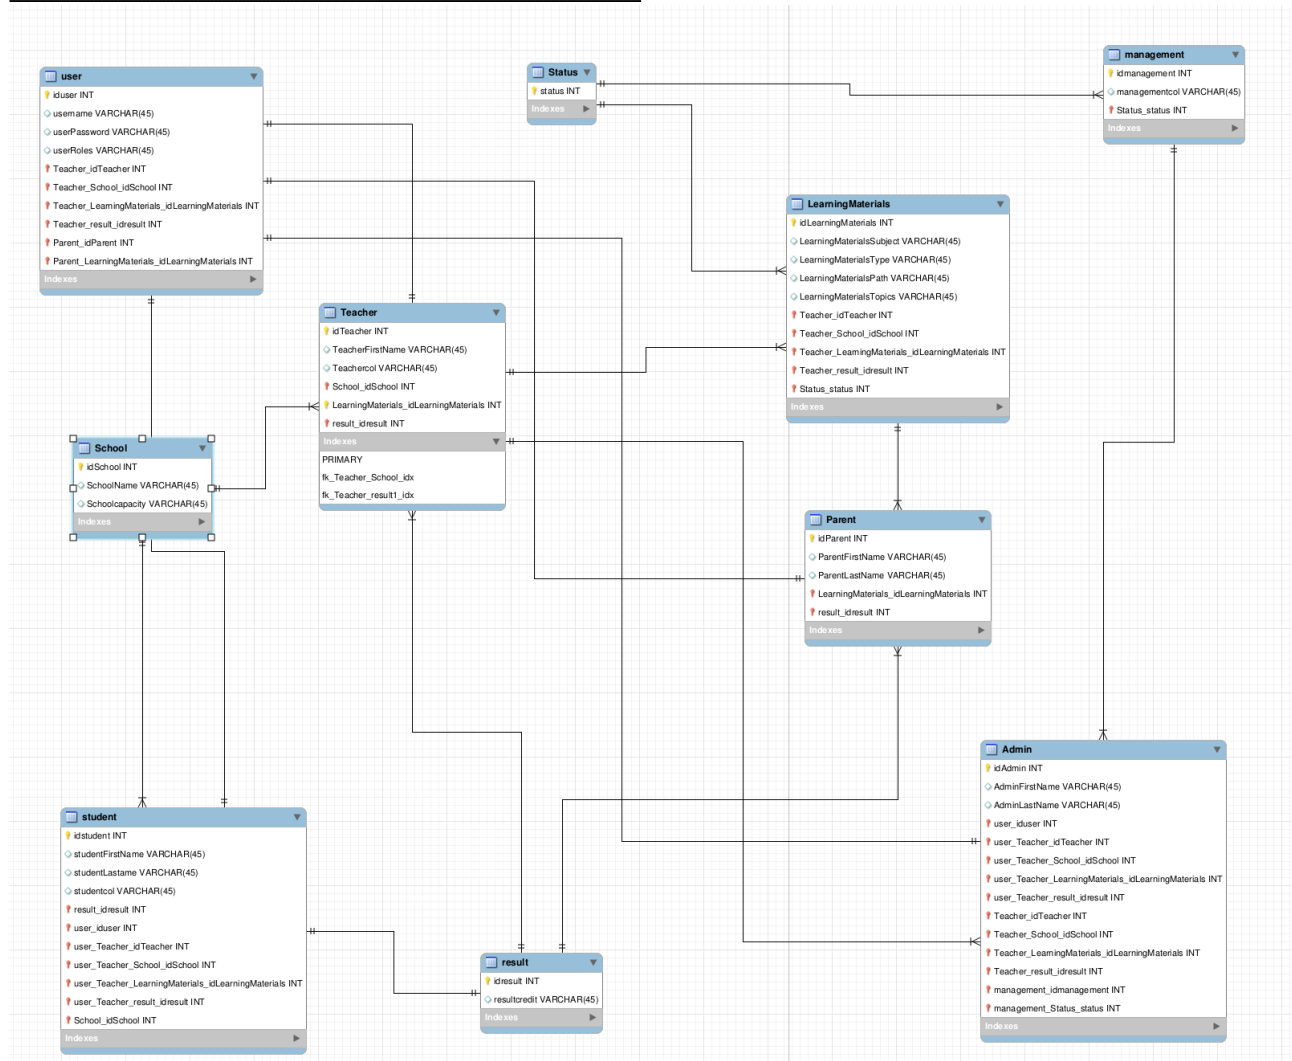 user
iduser INT
username VARCHAR(45)
userPassword VARCHAR(45)
userRoles VARCHAR(45)
Teacher_idTeacher INT
Teacher_School_idSchool INT
Teacher_LearningMaterials_idLearningMaterials INT
Teacher_result_idresult INT
Parent_idParent INT
Parent_LearningMaterials_idLearningMaterials INT
Indexes
Status
status INT
Indexes
management
idmanagement INT
managementcol VARCHAR(45)
Status_status INT
Indexes
LearningMaterials
idLearningMaterials INT
LearningMaterialsSubject VARCHAR(45)
LearningMaterialsType VARCHAR(45)
LearningMaterialsPath VARCHAR(45)
LearningMaterialsTopics VARCHAR(45)
Teacher_idTeacher INT
Teacher_School_idSchool INT
Teacher_LearningMaterials_idLearningMaterials INT
Teacher_result_idresult INT
Status_status INT
Indexes
Teacher
idTeacher INT
TeacherFirstName VARCHAR(45)
Teachercol VARCHAR(45)
School_idSchool INT
LearningMaterials_idLearningMaterials INT
result_idresult INT
Indexes
PRIMARY
fk_Teacher_School_idx
fk_Teacher_result1_idx
School
idSchool INT
SchoolName VARCHAR(45)
Schoolcapacity VARCHAR(45)
Indexes
Parent
idParent INT
ParentFirstName VARCHAR(45)
ParentLastName VARCHAR(45)
LearningMaterials_idLearningMaterials INT
result_idresult INT
Indexes
Admin
idAdmin INT
AdminFirstName VARCHAR(45)
AdminLastName VARCHAR(45)
user_iduser INT
user_Teacher_idTeacher INT
user_Teacher_School_idSchool INT
user_Teacher_LearningMaterials_idLearningMaterials INT
user_Teacher_result_idresult INT
Teacher_idTeacher INT
Teacher_School_idSchool INT
Teacher_LearningMaterials_idLearningMaterials INT
Teacher_result_idresult INT
management_idmanagement INT
management_Status_status INT
Indexes
student
idstudent INT
studentFirstName VARCHAR(45)
studentLastame VARCHAR(45)
studentcol VARCHAR(45)
result_idresult INT
user_iduser INT
user_Teacher_idTeacher INT
user_Teacher_School_idSchool INT
user_Teacher_LearningMaterials_idLearningMaterials INT
user_Teacher_result_idresult INT
School_idSchool INT
Indexes
result
idresult INT
resultcredit VARCHAR(45)
Indexes